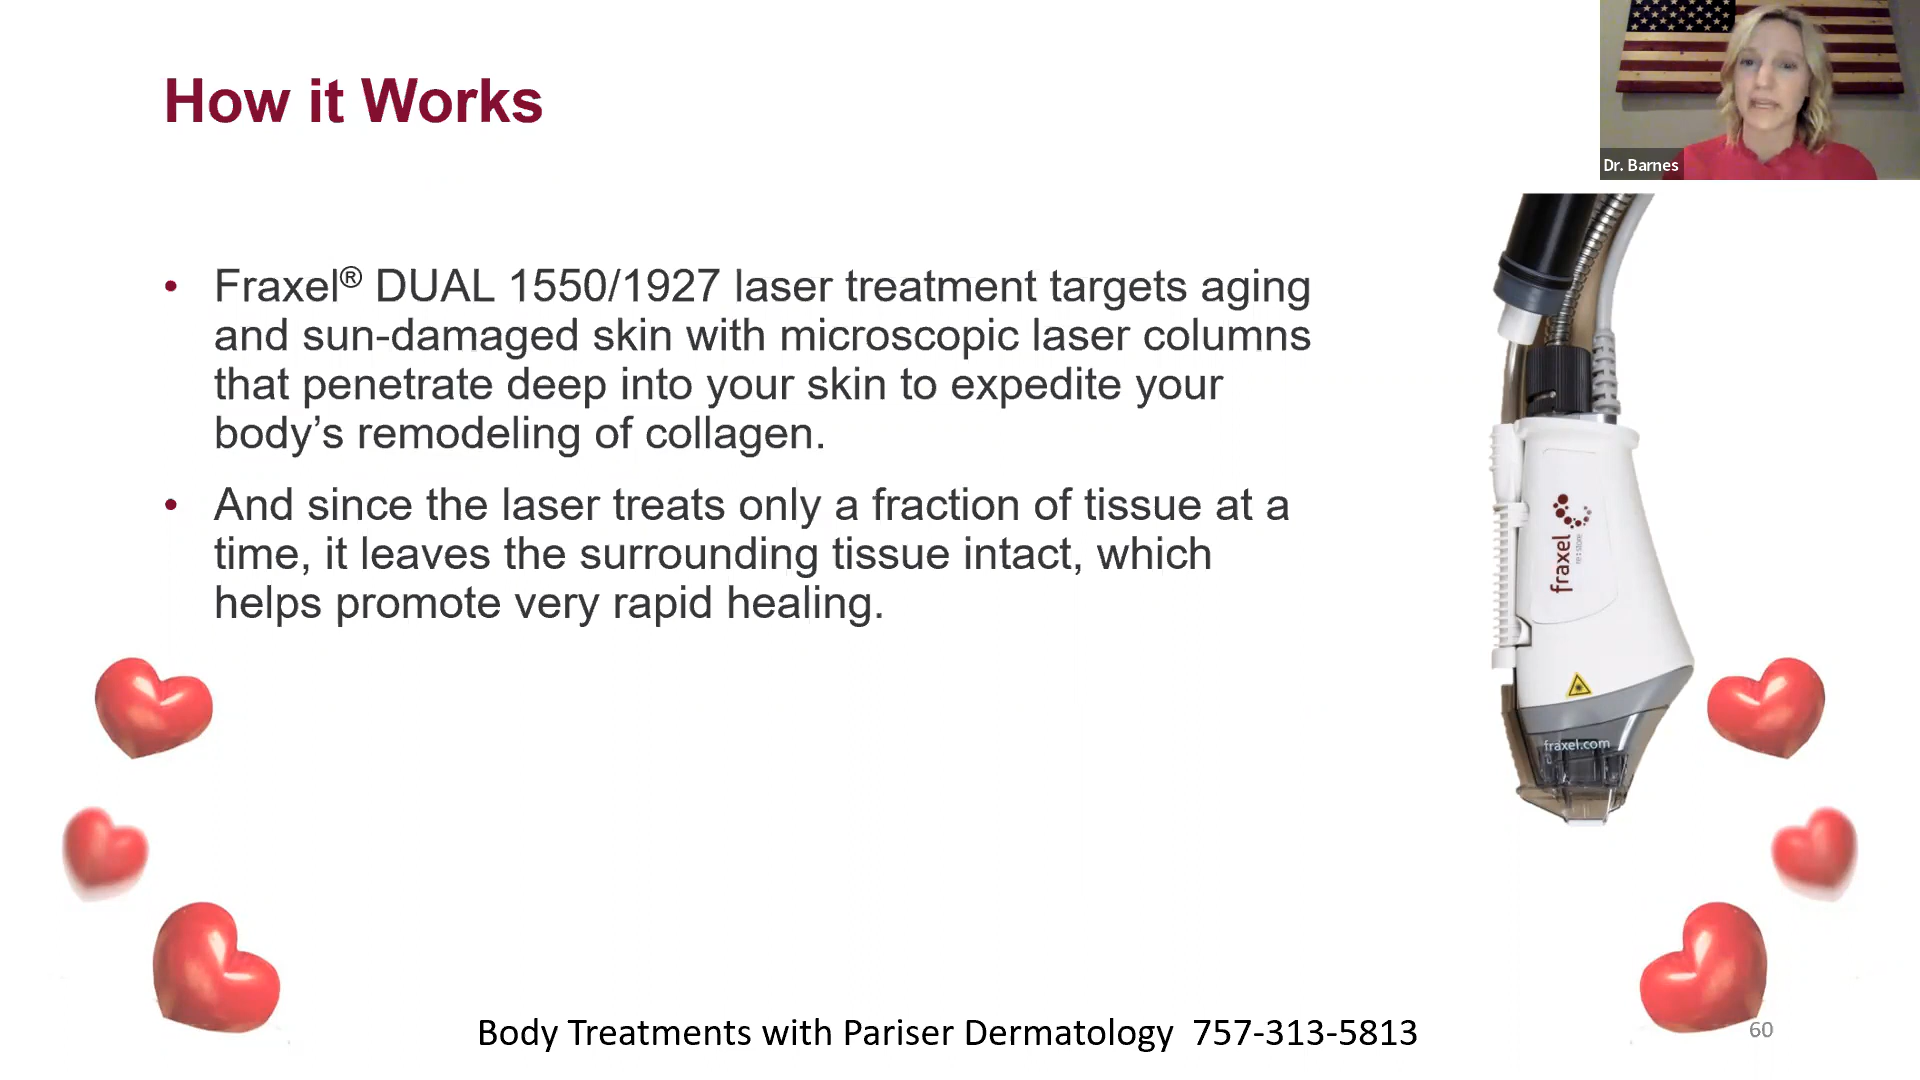 How it Works
Dr. Barnes
• Fraxel® DUAL 1550/1927 laser treatment targets aging
and sun-damaged skin with microscopic laser columns
that penetrate deep into your skin to expedite your
body’s remodeling of collagen.
• And since the laser treats only a fraction of tissue at a
time, it leaves the surrounding tissue intact, which
helps promote very rapid healing.
fraxel
fraxel.com
Body Treatments with Pariser Dermatology 757-313-5813
60